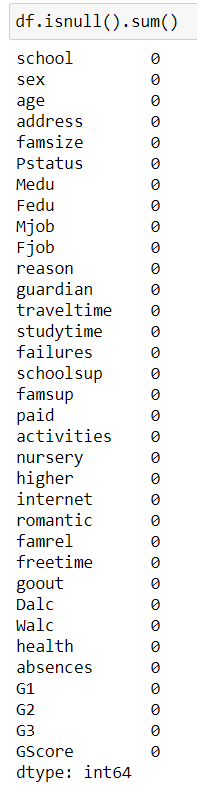 df.isnull().sum()
school 0
sex 0
age 0
address 0
famsize 0
Pstatus 0
Medu 0
Fedu 0
Mjob 0
Fjob 0
reason 0
guardian 0
traveltime 0
studytime 0
failures 0
schoolsup 0
famsup 0
paid 0
activities 0
nursery 0
higher 0
internet 0
romantic 0
famrel 0
freetime 0
goout 0
Dalc 0
Walc 0
health 0
absences 0
G1 0
G2 0
G3 0
GScore 0
dtype: int64